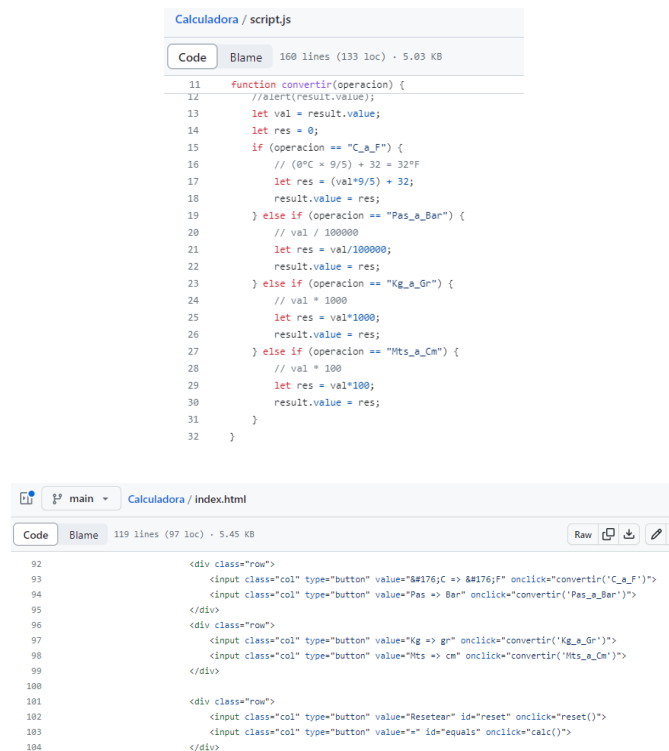 Calculadora / script.js
Code Blame 160 lines (133 loc) · 5.03 KB
11 function convertir(operacion) {
12 //alert(result.value);
13 let val = result.value;
14 let res = 0;
15 if (operacion == "C_a_F") {
16 // (0°C × 9/5) + 32 = 32°F
17 let res = (val*9/5) + 32;
18 result.value = res;
19 } else if (operacion == "Pas_a_Bar") {
20 // val / 100000
21 let res = val/100000;
22 result.value = res;
23 } else if (operacion == "Kg_a_Gr") {
24 // val * 1000
25 let res = val*1000;
26 result.value = res;
27 } else if (operacion == "Mts_a_Cm") {
28 // val * 100
29 let res = val*100;
30 result.value = res;
31 }
32 }
main Calculadora / index.html
Code Blame 119 lines (97 loc) · 5.45 KB Raw
92 <div class="row">
93 <input class="col" type="button" value="&#176;C => &#176;F" onclick="convertir('C_a_F')">
94 <input class="col" type="button" value="Pas => Bar" onclick="convertir('Pas_a_Bar')">
95 </div>
96 <div class="row">
97 <input class="col" type="button" value="Kg => gr" onclick="convertir('Kg_a_Gr')">
98 <input class="col" type="button" value="Mts => cm" onclick="convertir('Mts_a_Cm')">
99 </div>
100
101 <div class="row">
102 <input class="col" type="button" value="Resetear" id="reset" onclick="reset()">
103 <input class="col" type="button" value="=" id="equals" onclick="calc()">
104 </div>